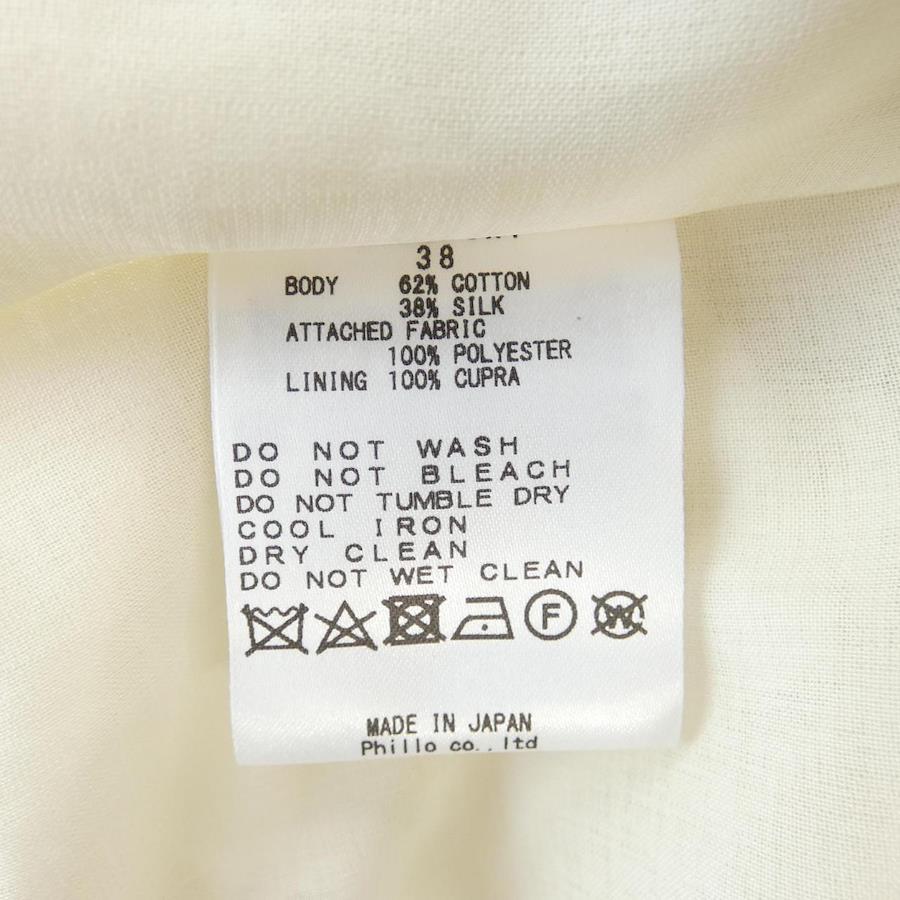 38
BODY 62% COTTON
38% SILK
ATTACHED FABRIC
100% POLYESTER
LINING 100% CUPRA
DO NOT WASH
DO NOT BLEACH
DO NOT TUMBLE DRY
COOL IRON
DRY CLEAN
DO NOT WET CLEAN
F W
MADE IN JAPAN
Phillo co.,ltd